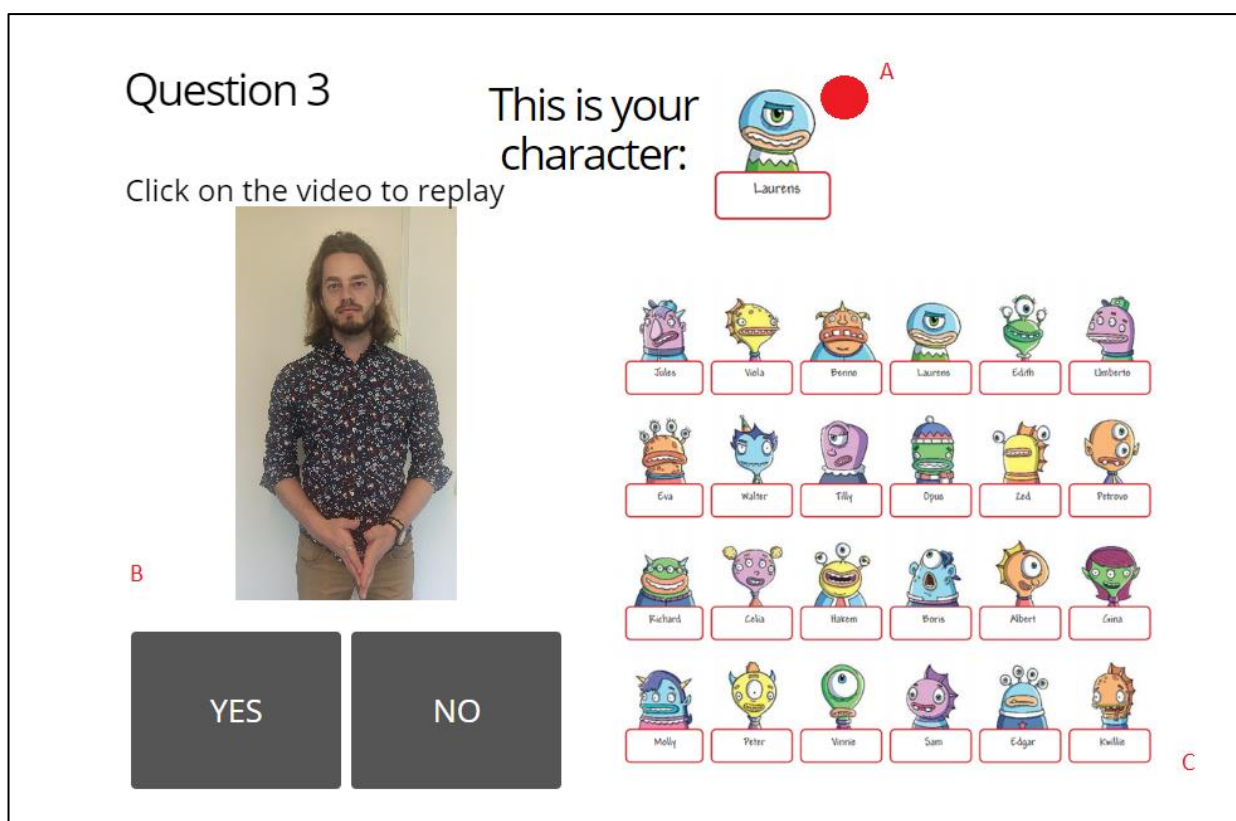 Question 3
This is your
character:
A
Laurens
Click on the video to replay
B
YES
NO
Jules
Viola
Benno
Laurens
Edith
Umberto
Eva
Walter
Tilly
Opus
Zed
Petrovo
Richard
Celia
Hakem
Boris
Albert
Gina
Molly
Peter
Vinnie
Sam
Edgar
Kwillie
C